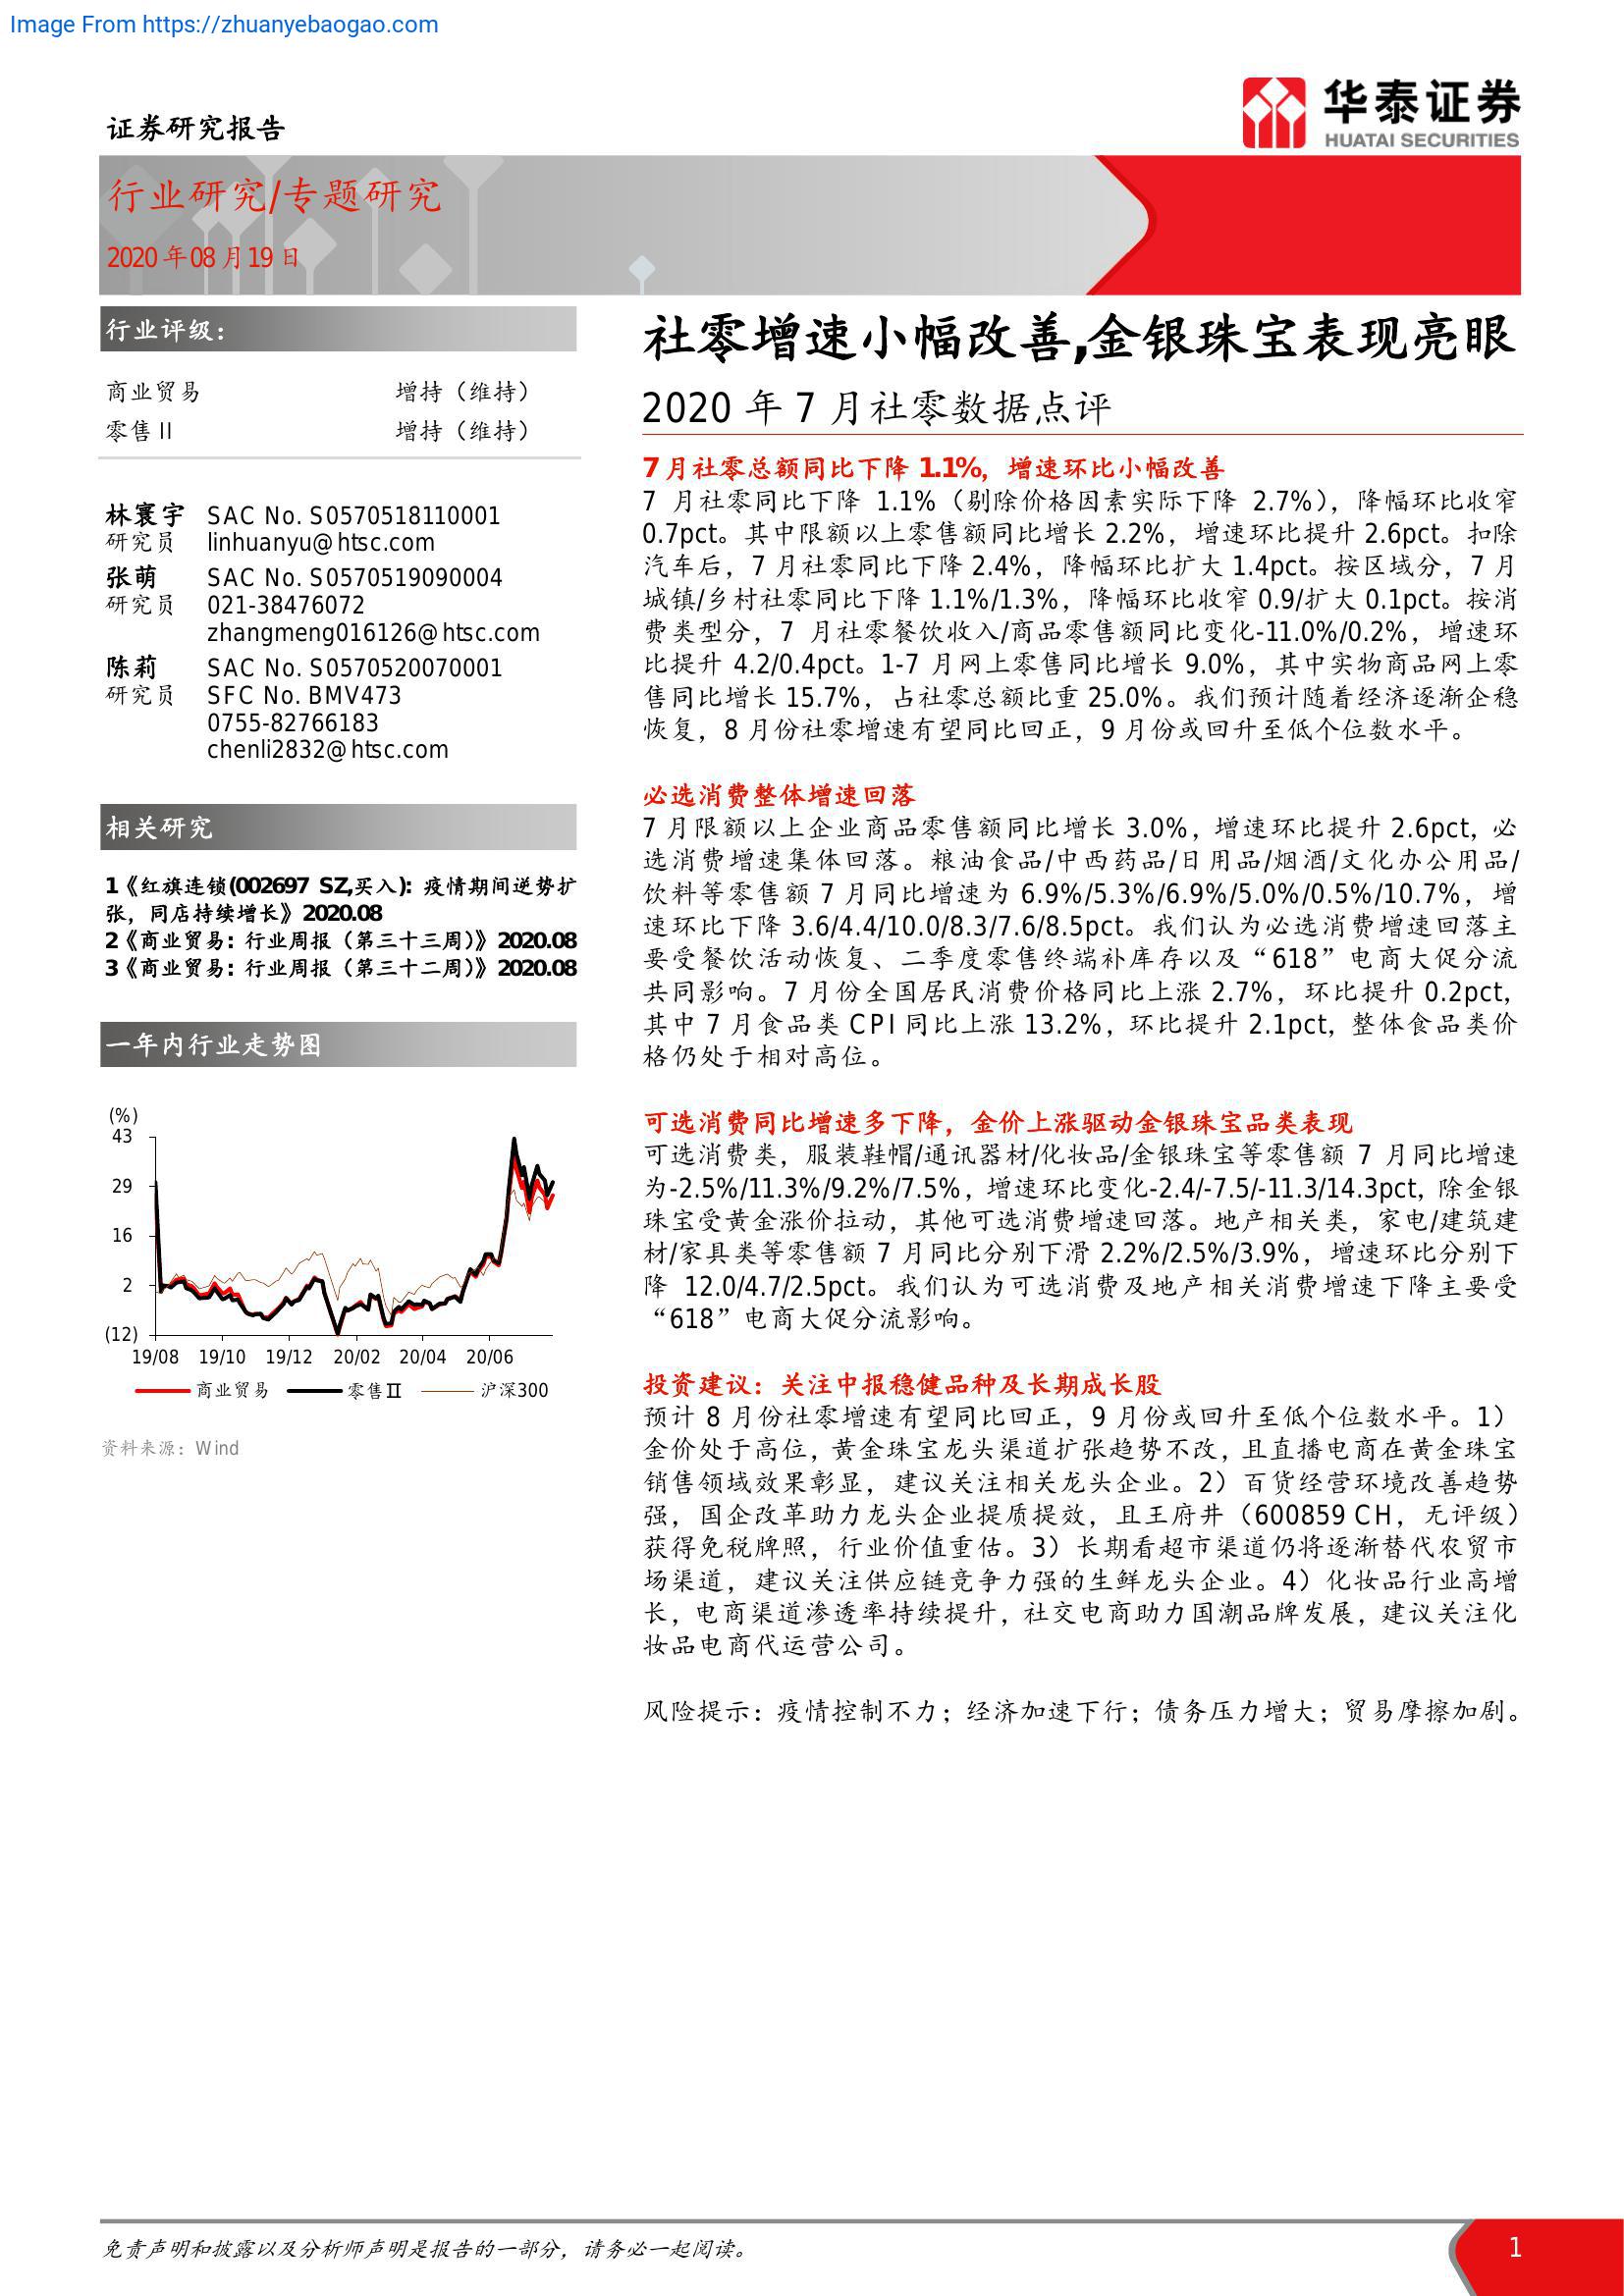 Image From https://zhuanyebaogao.com
证券研究报告
华泰证券
HUATAI SECURITIES
行业研究/专题研究
2020年08月19日
行业评级：
商业贸易 增持（维持）
零售II 增持（维持）
林寰宇 SAC No. S0570518110001
研究员 linhuanyu@htsc.com
张萌 SAC No. S0570519090004
研究员 021-38476072
zhangmeng016126@htsc.com
陈莉 SAC No. S0570520070001
研究员 SFC No. BMV473
0755-82766183
chenli2832@htsc.com
相关研究
1《红旗连锁(002697 SZ,买入)：疫情期间逆势扩
张，同店持续增长》2020.08
2《商业贸易：行业周报（第三十三周）》2020.08
3《商业贸易：行业周报（第三十二周）》2020.08
一年内行业走势图
(%)
43
29
16
2
(12)
19/08 19/10 19/12 20/02 20/04 20/06
商业贸易 零售II 沪深300
资料来源：Wind
社零增速小幅改善,金银珠宝表现亮眼
2020年7月社零数据点评
7月社零总额同比下降1.1%，增速环比小幅改善
7 月社零同比下降 1.1%（剔除价格因素实际下降 2.7%），降幅环比收窄
0.7pct。其中限额以上零售额同比增长2.2%，增速环比提升2.6pct。扣除
汽车后，7月社零同比下降2.4%，降幅环比扩大1.4pct。按区域分，7月
城镇/乡村社零同比下降1.1%/1.3%，降幅环比收窄0.9/扩大0.1pct。按消
费类型分，7 月社零餐饮收入/商品零售额同比变化-11.0%/0.2%，增速环
比提升4.2/0.4pct。1-7月网上零售同比增长9.0%，其中实物商品网上零
售同比增长15.7%，占社零总额比重25.0%。我们预计随着经济逐渐企稳
恢复，8月份社零增速有望同比回正，9月份或回升至低个位数水平。
必选消费整体增速回落
7月限额以上企业商品零售额同比增长3.0%，增速环比提升2.6pct，必
选消费增速集体回落。粮油食品/中西药品/日用品/烟酒/文化办公用品/
饮料等零售额7月同比增速为6.9%/5.3%/6.9%/5.0%/0.5%/10.7%，增
速环比下降3.6/4.4/10.0/8.3/7.6/8.5pct。我们认为必选消费增速回落主
要受餐饮活动恢复、二季度零售终端补库存以及“618”电商大促分流
共同影响。7月份全国居民消费价格同比上涨2.7%，环比提升0.2pct，
其中7月食品类CPI同比上涨13.2%，环比提升2.1pct，整体食品类价
格仍处于相对高位。
可选消费同比增速多下降，金价上涨驱动金银珠宝品类表现
可选消费类，服装鞋帽/通讯器材/化妆品/金银珠宝等零售额 7 月同比增速
为-2.5%/11.3%/9.2%/7.5%，增速环比变化-2.4/-7.5/-11.3/14.3pct，除金银
珠宝受黄金涨价拉动，其他可选消费增速回落。地产相关类，家电/建筑建
材/家具类等零售额7月同比分别下滑2.2%/2.5%/3.9%，增速环比分别下
降 12.0/4.7/2.5pct。我们认为可选消费及地产相关消费增速下降主要受
“618”电商大促分流影响。
投资建议：关注中报稳健品种及长期成长股
预计8月份社零增速有望同比回正，9月份或回升至低个位数水平。1）
金价处于高位，黄金珠宝龙头渠道扩张趋势不改，且直播电商在黄金珠宝
销售领域效果彰显，建议关注相关龙头企业。2）百货经营环境改善趋势
强，国企改革助力龙头企业提质提效，且王府井（600859 CH，无评级）
获得免税牌照，行业价值重估。3）长期看超市渠道仍将逐渐替代农贸市
场渠道，建议关注供应链竞争力强的生鲜龙头企业。4）化妆品行业高增
长，电商渠道渗透率持续提升，社交电商助力国潮品牌发展，建议关注化
妆品电商代运营公司。
风险提示：疫情控制不力；经济加速下行；债务压力增大；贸易摩擦加剧。
免责声明和披露以及分析师声明是报告的一部分，请务必一起阅读。
1